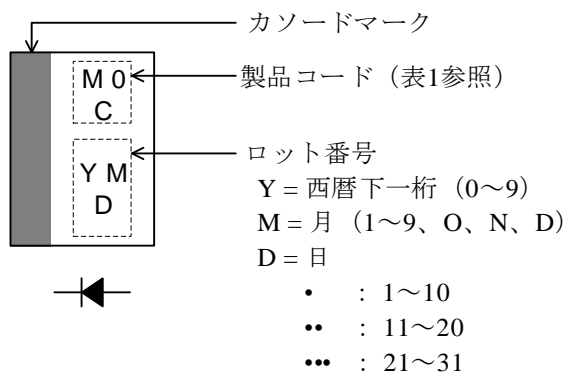 カソードマーク
M 0
C
製品コード（表1参照）
Y M
D
ロット番号
Y = 西暦下一桁（0～9）
M = 月（1～9、O、N、D）
D = 日
• : 1～10
•• : 11～20
••• : 21～31